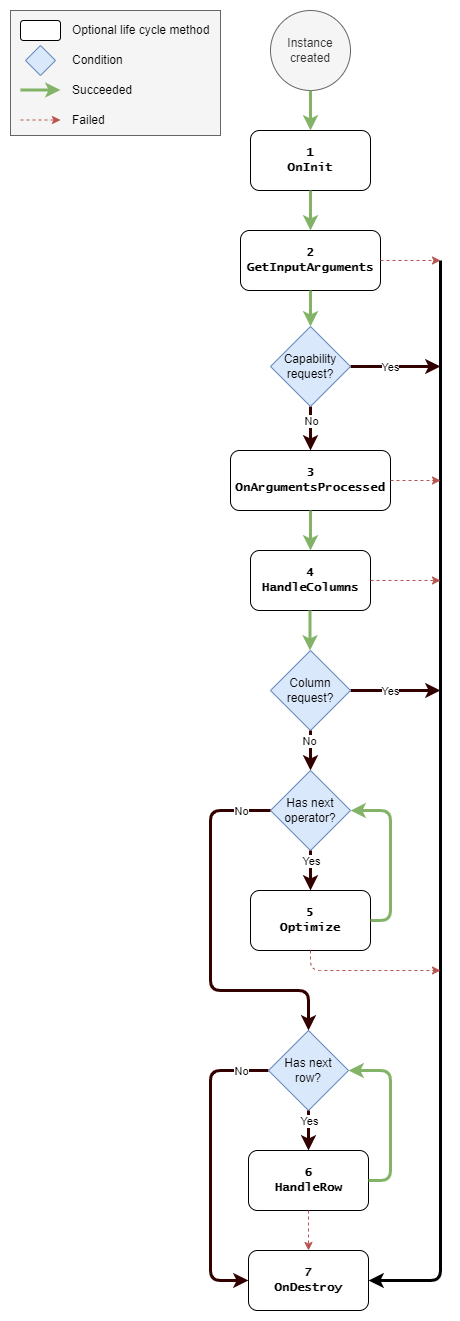 Optional life cycle method
Condition
Succeeded
Failed
Instance
created
1
OnInit
2
GetInputArguments
Capability
request?
Yes
No
3
OnArgumentsProcessed
4
HandleColumns
Column
request?
Yes
No
Has next
operator?
No
Yes
5
Optimize
Has next
row?
No
Yes
6
HandleRow
7
OnDestroy